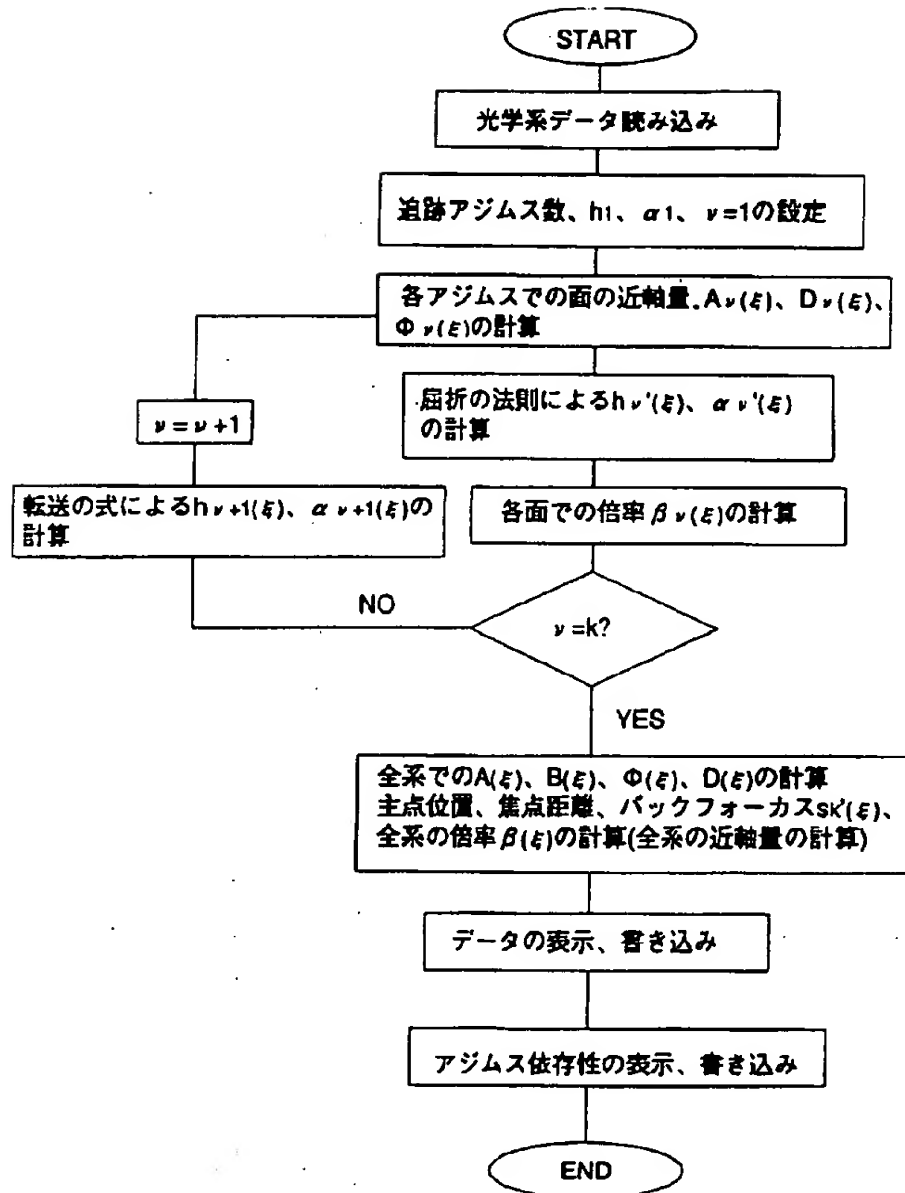 START
光学系データ読み込み
追跡アジムス数、h1、α1、ν=1の設定
各アジムスでの面の近軸量、Aν(ξ)、Dν(ξ)、
Φν(ξ)の計算
屈折の法則によるhν'(ξ)、αν'(ξ)
の計算
ν=ν+1
転送の式によるhν+1(ξ)、αν+1(ξ)の
計算
各面での倍率βν(ξ)の計算
NO
ν=k?
YES
全系でのA(ξ)、B(ξ)、Φ(ξ)、D(ξ)の計算
主点位置、焦点距離、バックフォーカスsk'(ξ)、
全系の倍率β(ξ)の計算(全系の近軸量の計算)
データの表示、書き込み
アジムス依存性の表示、書き込み
END